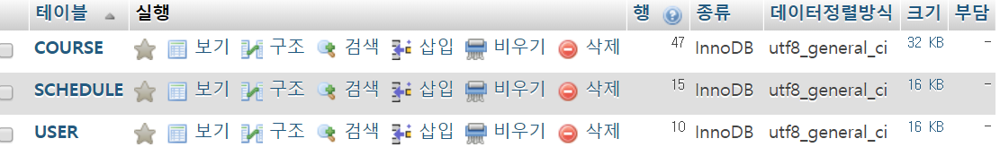 테이블 실행 행 종류 데이터정렬방식 크기 부담
COURSE 보기 구조 검색 삽입 비우기 삭제 47 InnoDB utf8_general_ci 32 KB -
SCHEDULE 보기 구조 검색 삽입 비우기 삭제 15 InnoDB utf8_general_ci 16 KB -
USER 보기 구조 검색 삽입 비우기 삭제 10 InnoDB utf8_general_ci 16 KB -